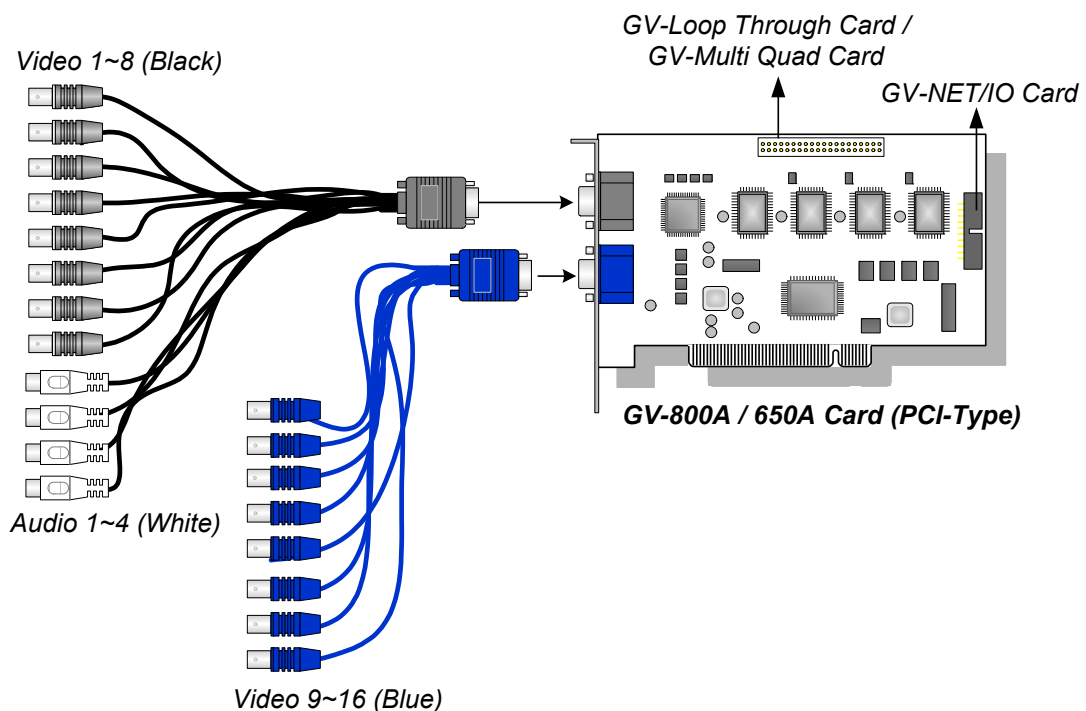 GV-Loop Through Card /
GV-Multi Quad Card
Video 1~8 (Black)
GV-NET/IO Card
GV-800A / 650A Card (PCI-Type)
Audio 1~4 (White)
Video 9~16 (Blue)